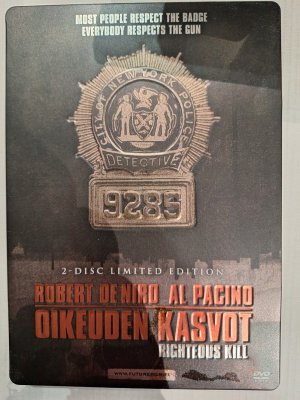 MOST PEOPLE RESPECT THE BADGE
EVERYBODY RESPECTS THE GUN
CITY OF NEW YORK POLICE
DETECTIVE
9285
2-DISC LIMITED EDITION
ROBERT DE NIRO AL PACINO
OIKEUDEN KASVOT
RIGHTEOUS KILL
DVD